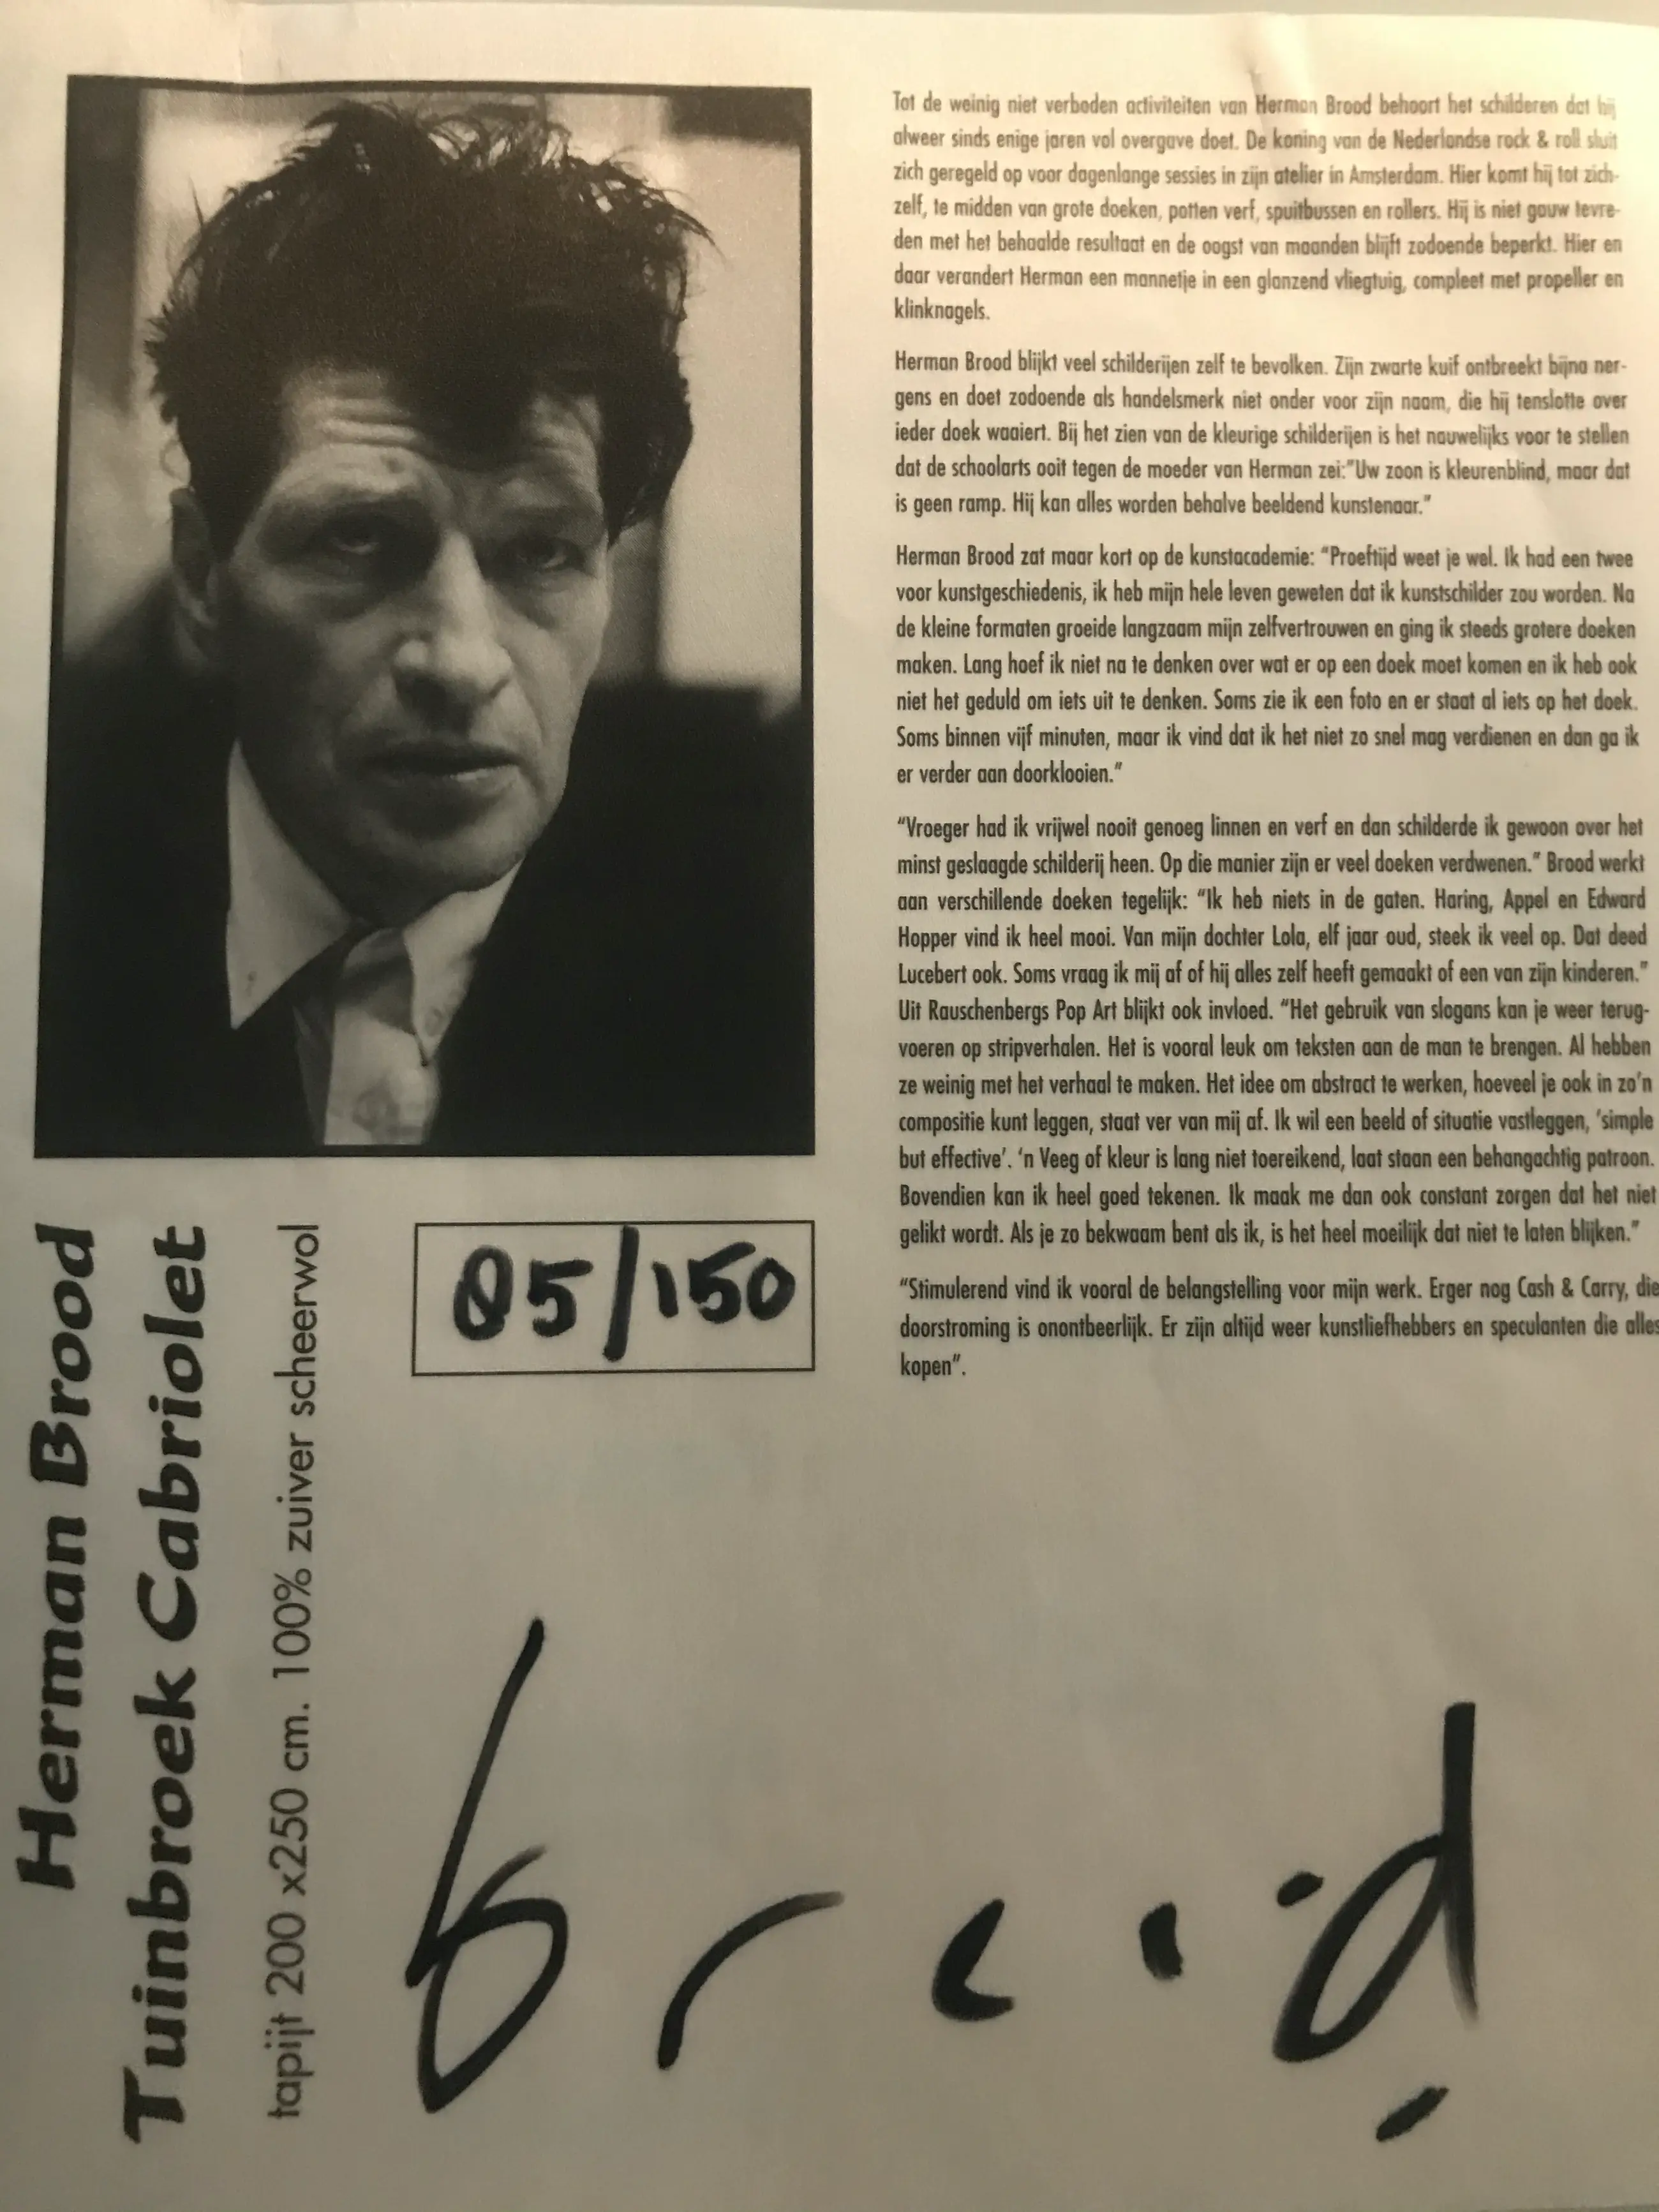 Tot de weinig niet verboden activiteiten van Herman Brood behoort het schilderen dat hij
alweer sinds enige jaren vol overgave doet. De koning van de Nederlandse rock & roll sluit
zich geregeld op voor dagenlange sessies in zijn atelier in Amsterdam. Hier komt hij tot zich-
zelf, te midden van grote doeken, potten verf, spuitbussen en rollers. Hij is niet gauw tevre-
den met het behaalde resultaat en de oogst van maanden blijft zodoende beperkt. Hier en
daar verandert Herman een mannetje in een glanzend vliegtuig, compleet met propeller en
klinknagels.
Herman Brood blijkt veel schilderijen zelf te bevolken. Zijn zwarte kuif ontbreekt bijna ner-
gens en doet zodoende als handelsmerk niet onder voor zijn naam, die hij tenslotte over
ieder doek waaiert. Bij het zien van de kleurige schilderijen is het nauwelijks voor te stellen
dat de schoolarts ooit tegen de moeder van Herman zei:"Uw zoon is kleurenblind, maar dat
is geen ramp. Hij kan alles worden behalve beeldend kunstenaar."
Herman Brood zat maar kort op de kunstacademie: "Proeftijd weet je wel. Ik had een twee
voor kunstgeschiedenis, ik heb mijn hele leven geweten dat ik kunstschilder zou worden. Na
de kleine formaten groeide langzaam mijn zelfvertrouwen en ging ik steeds grotere doeken
maken. Lang hoef ik niet na te denken over wat er op een doek moet komen en ik heb ook
niet het geduld om iets uit te denken. Soms zie ik een foto en er staat al iets op het doek.
Soms binnen vijf minuten, maar ik vind dat ik het niet zo snel mag verdienen en dan ga ik
er verder aan doorklooien."
"Vroeger had ik vrijwel nooit genoeg linnen en verf en dan schilderde ik gewoon over het
minst geslaagde schilderij heen. Op die manier zijn er veel doeken verdwenen." Brood werkt
aan verschillende doeken tegelijk: "Ik heb niets in de gaten. Haring, Appel en Edward
Hopper vind ik heel mooi. Van mijn dochter Lola, elf jaar oud, steek ik veel op. Dat deed
Lucebert ook. Soms vraag ik mij af of hij alles zelf heeft gemaakt of een van zijn kinderen."
Uit Rauschenbergs Pop Art blijkt ook invloed. "Het gebruik van slogans kan je weer terug-
voeren op stripverhalen. Het is vooral leuk om teksten aan de man te brengen. Al hebben
ze weinig met het verhaal te maken. Het idee om abstract te werken, hoeveel je ook in zo'n
compositie kunt leggen, staat ver van mij af. Ik wil een beeld of situatie vastleggen, 'simple
but effective'. 'n Veeg of kleur is lang niet toereikend, laat staan een behangachtig patroon.
Bovendien kan ik heel goed tekenen. Ik maak me dan ook constant zorgen dat het niet
gelikt wordt. Als je zo bekwaam bent als ik, is het heel moeilijk dat niet te laten blijken."
"Stimulerend vind ik vooral de belangstelling voor mijn werk. Erger nog Cash & Carry, die
doorstroming is onontbeerlijk. Er zijn altijd weer kunstliefhebbers en speculanten die alles
kopen".
Herman Brood
Tuinbroek Cabriolet
tapijt 200 x250 cm. 100% zuiver scheerwol
05/150
brood